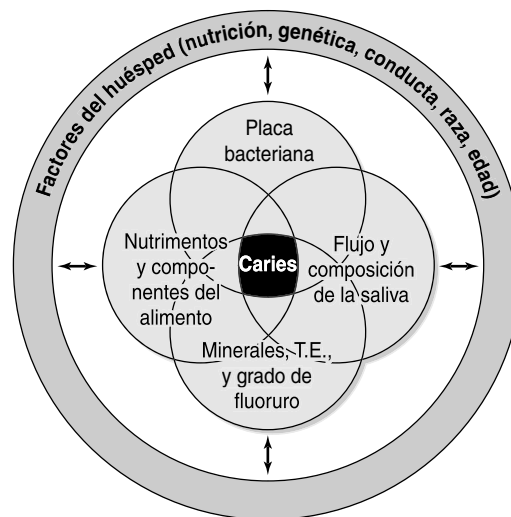 Factores del huésped (nutrición, genética, conducta, raza, edad)
Placa
bacteriana
Nutrimentos
y compo-
nentes del
alimento
Caries
Flujo y
composición
de la saliva
Minerales, T.E.,
y grado de
fluoruro